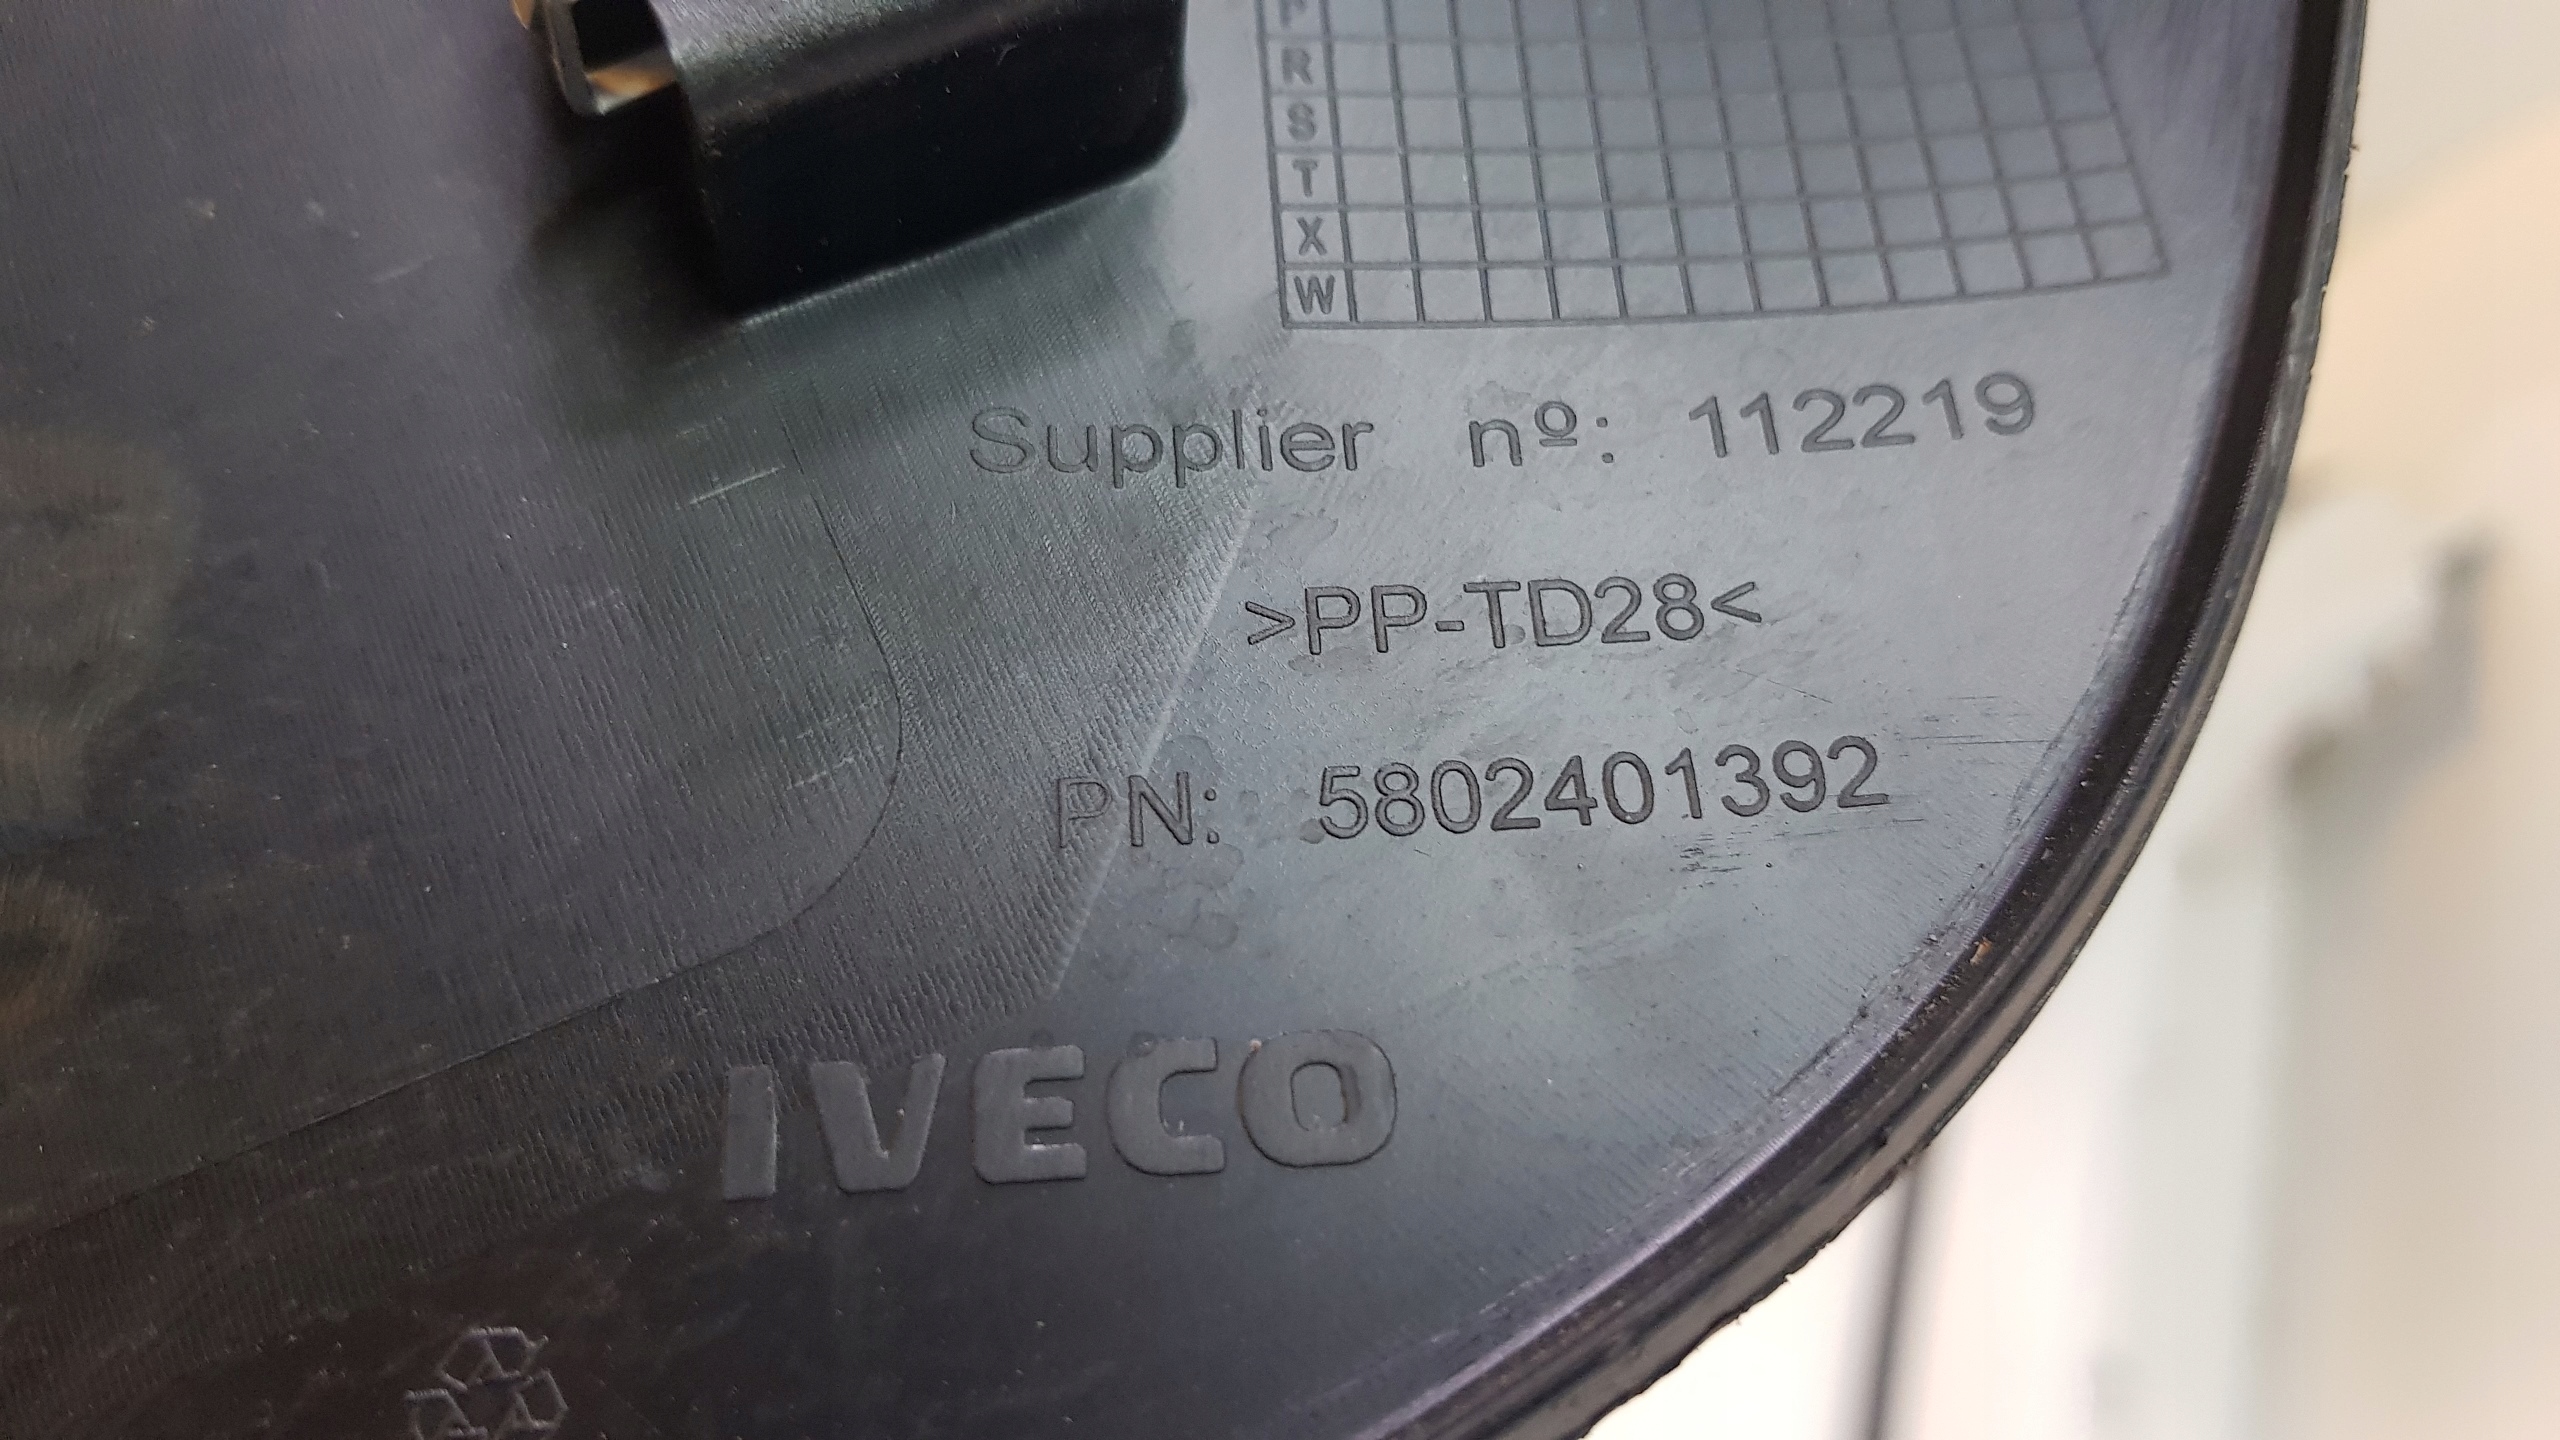 R
S
T
X
W
Supplier nº: 112219
>PP-TD28<
PN: 5802401392
IVECO